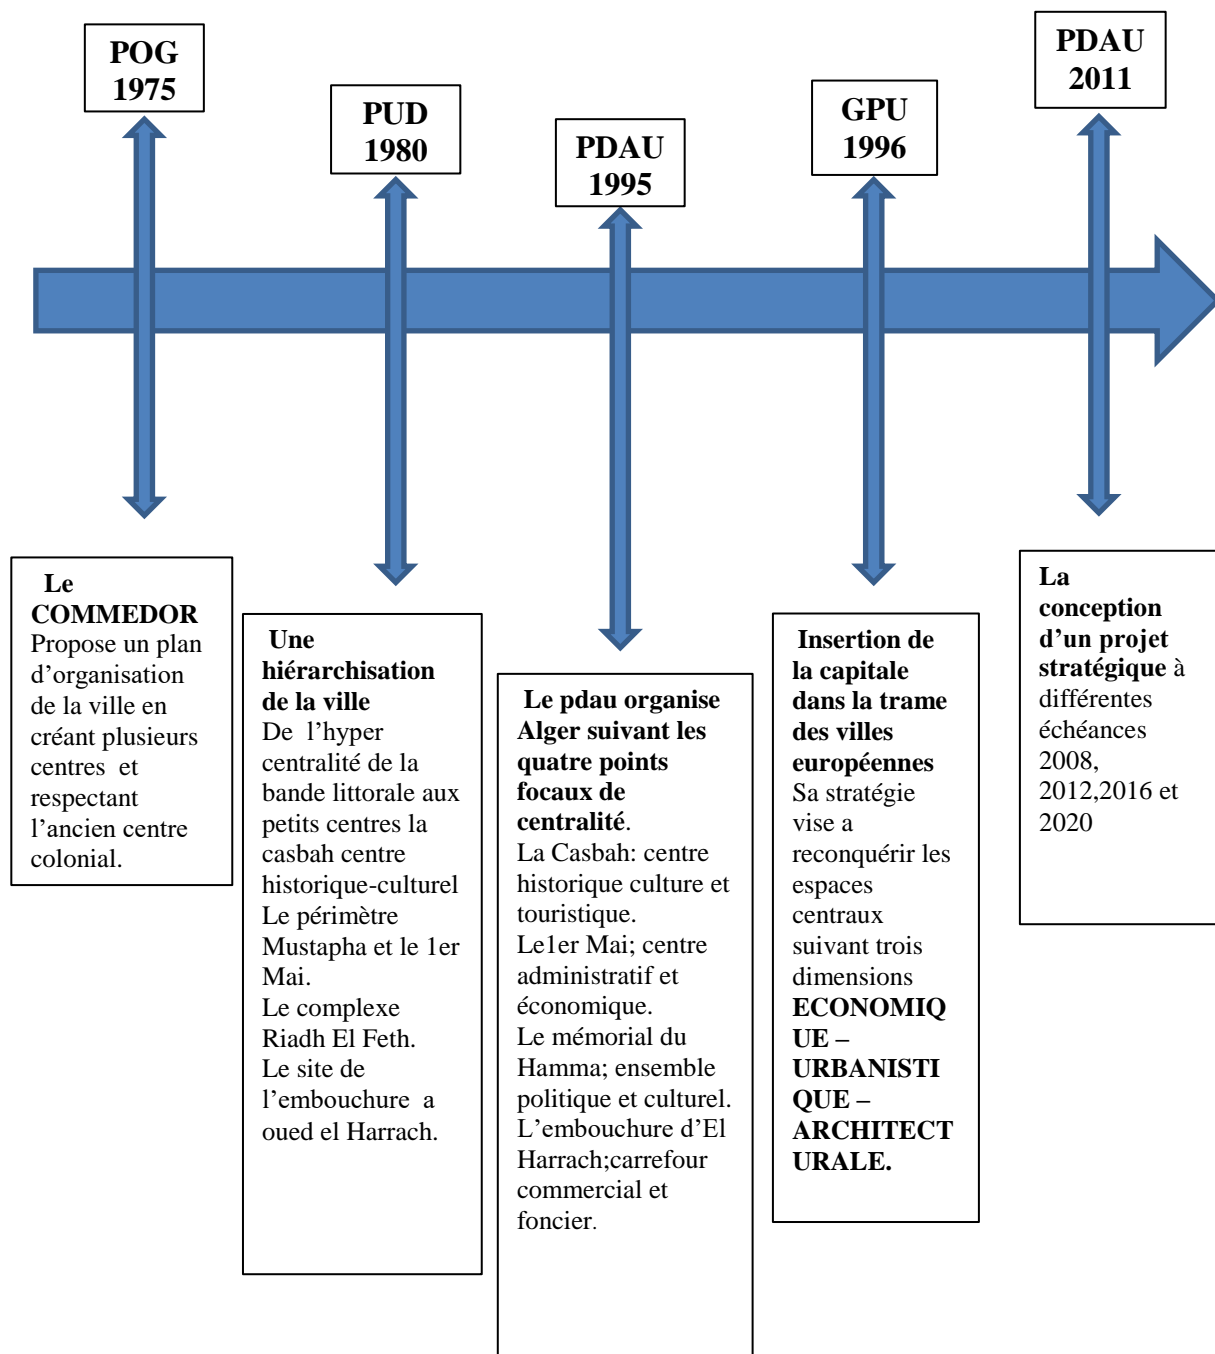 POG
1975
PUD
1980
PDAU
1995
GPU
1996
PDAU
2011
Le
COMMEDOR
Propose un plan
d’organisation
de la ville en
créant plusieurs
centres et
respectant
l’ancien centre
colonial.
Une
hiérarchisation
de la ville
De l’hyper
centralité de la
bande littorale aux
petits centres la
casbah centre
historique-culturel
Le périmètre
Mustapha et le 1er
Mai.
Le complexe
Riadh El Feth.
Le site de
l’embouchure a
oued el Harrach.
Le pdau organise
Alger suivant les
quatre points
focaux de
centralité.
La Casbah: centre
historique culture et
touristique.
Le1er Mai; centre
administratif et
économique.
Le mémorial du
Hamma; ensemble
politique et culturel.
L’embouchure d’El
Harrach;carrefour
commercial et
foncier.
Insertion de
la capitale
dans la trame
des villes
européennes
Sa stratégie
vise a
reconquérir les
espaces
centraux
suivant trois
dimensions
ECONOMIQ
UE –
URBANISTI
QUE –
ARCHITECT
URALE.
La
conception
d’un projet
stratégique à
différentes
échéances
2008,
2012,2016 et
2020